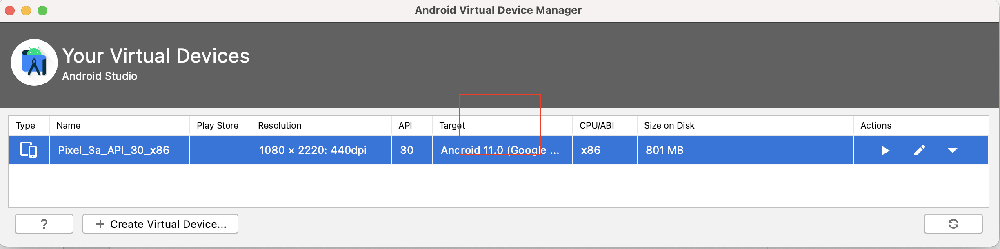 Android Virtual Device Manager
Your Virtual Devices
Android Studio
Type Name Play Store Resolution API Target CPU/ABI Size on Disk Actions
Pixel_3a_API_30_x86 1080 × 2220: 440dpi 30 Android 11.0 (Google ... x86 801 MB
? + Create Virtual Device...